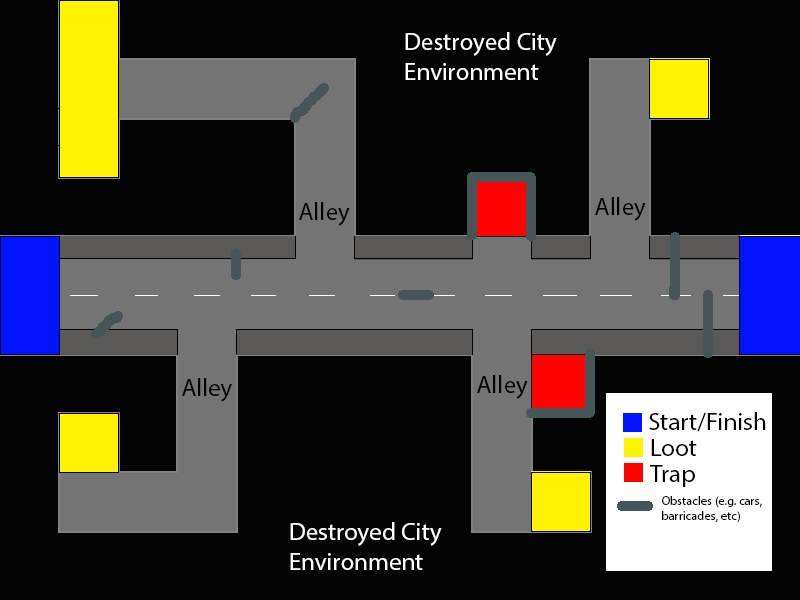 Destroyed City
Environment
Alley
Alley
Alley
Alley
Start/Finish
Loot
Trap
Obstacles (e.g. cars,
barricades, etc)
Destroyed City
Environment